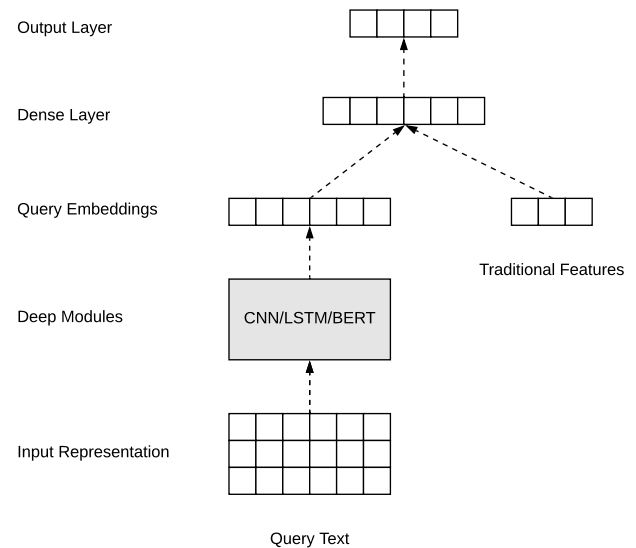 Output Layer
Dense Layer
Query Embeddings
Traditional Features
Deep Modules
CNN/LSTM/BERT
Input Representation
Query Text